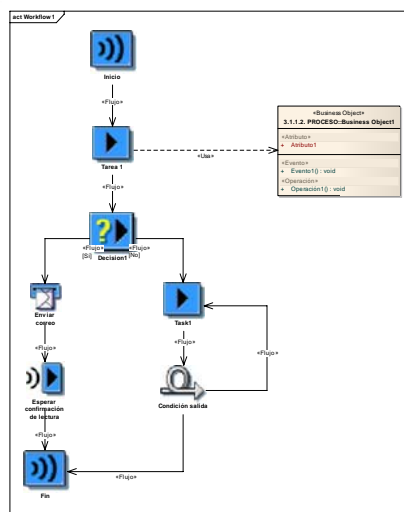 act Workflow1
Inicio
«Flujo»
Tarea 1
«Usa»
«Business Object»
3.1.1.2. PROCESO::Business Object1
«Atributo»
+ Atributo1
«Evento»
+ Evento1() : void
«Operación»
+ Operación1() : void
«Flujo»
Decision1
«Flujo»
[Sí]
«Flujo»
[No]
Enviar
correo
Task1
«Flujo»
«Flujo»
«Flujo»
Esperar
confirmación
de lectura
Condición salida
«Flujo»
«Flujo»
Fin